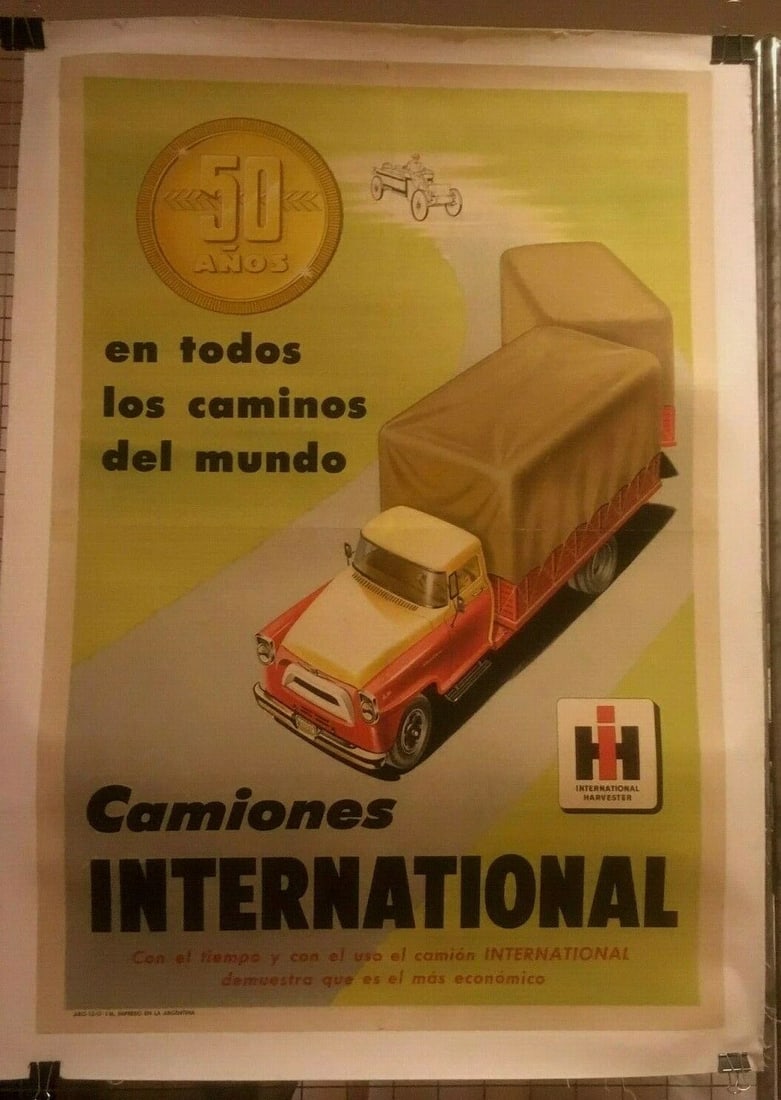 50
AÑOS
en todos
los caminos
del mundo
IH
INTERNATIONAL
HARVESTER
Camiones
INTERNATIONAL
Con el tiempo y con el uso el camión INTERNATIONAL
demuestra que es el más económico
IMPRESO EN LA ARGENTINA